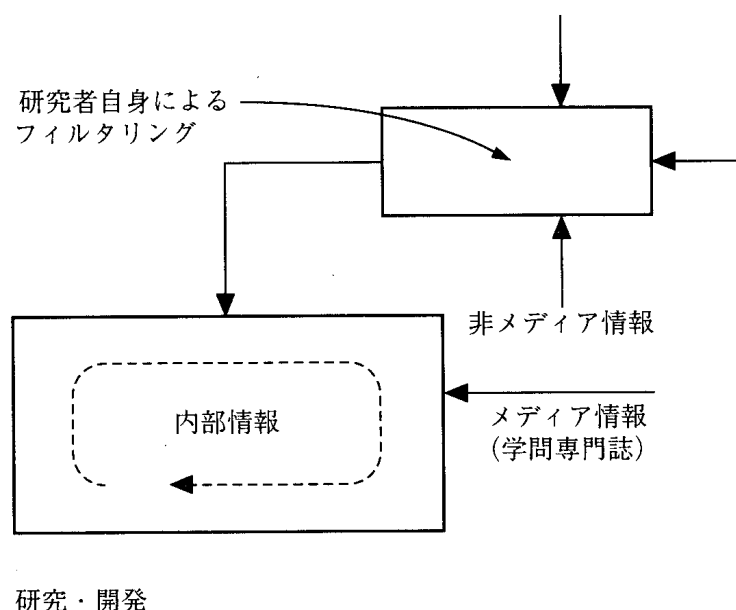 研究者自身による
フィルタリング
非メディア情報
内部情報
メディア情報
(学問専門誌)
研究・開発